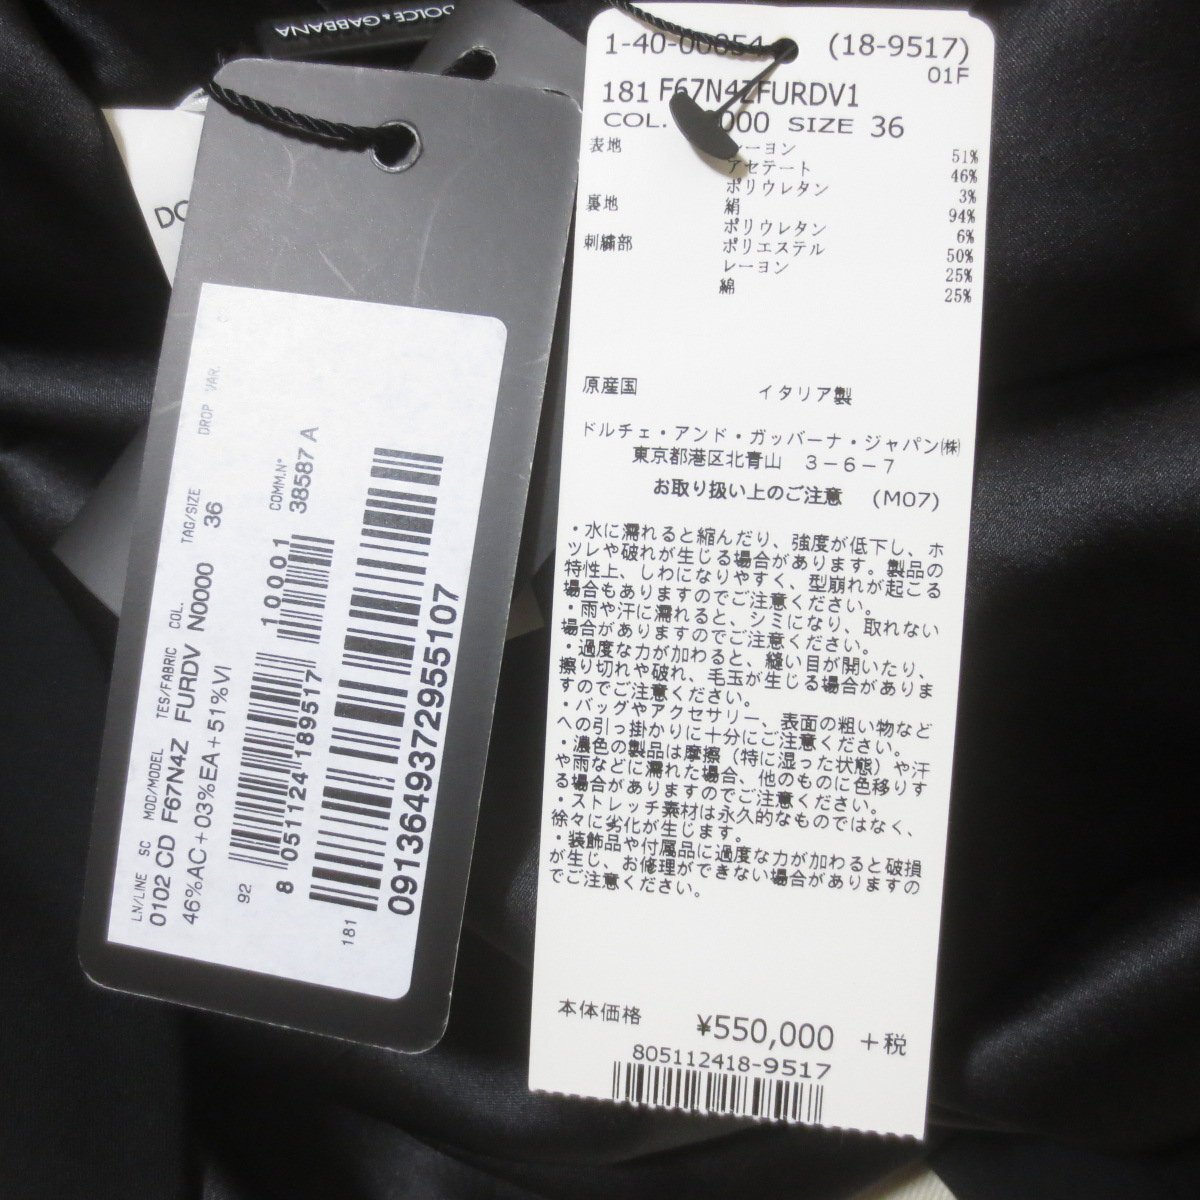 DOLCE & GABBANA
LN/LINE SC MOD/MODEL TES/FABRIC COL. TAG/SIZE DROP VAR.
0102 CD F67N4Z FURDV N0000 36
46%AC+03%EA+51%VI COMM.N°
38587 A
92 8 051124 189517 10001
181 0913649372955107
1-40-00854 (18-9517)
01F
181 F67N4ZFURDV1
COL. 000 SIZE 36
表地 レーヨン 51%
アセテート 46%
ポリウレタン 3%
裏地 絹 94%
ポリウレタン 6%
刺繍部 ポリエステル 50%
レーヨン 25%
綿 25%
原産国 イタリア製
ドルチェ・アンド・ガッバーナ・ジャパン㈱
東京都港区北青山 3-6-7
お取り扱い上のご注意 (M07)
・水に濡れると縮んだり、強度が低下し、ホ
ツレや破れが生じる場合があります。製品の
特性上、しわになりやすく、型崩れが起こる
場合もありますのでご注意ください。
・雨や汗に濡れると、シミになり、取れない
場合がありますのでご注意ください。
・過度な力が加わると、縫い目が開いたり、
擦り切れや破れ、毛玉が生じる場合がありま
すのでご注意ください。
・バッグやアクセサリー、表面の粗い物など
への引っ掛かりに十分にご注意ください。
・濃色の製品は摩擦(特に湿った状態)や汗
や雨などに濡れた場合、他のものに色移りす
る場合がありますのでご注意ください。
・ストレッチ素材は永久的なものではなく、
徐々に劣化が生じます。
・装飾品や付属品に過度な力が加わると破損
が生じ、お修理ができない場合がありますの
でご注意ください。
本体価格 ¥550,000 +税
805112418-9517